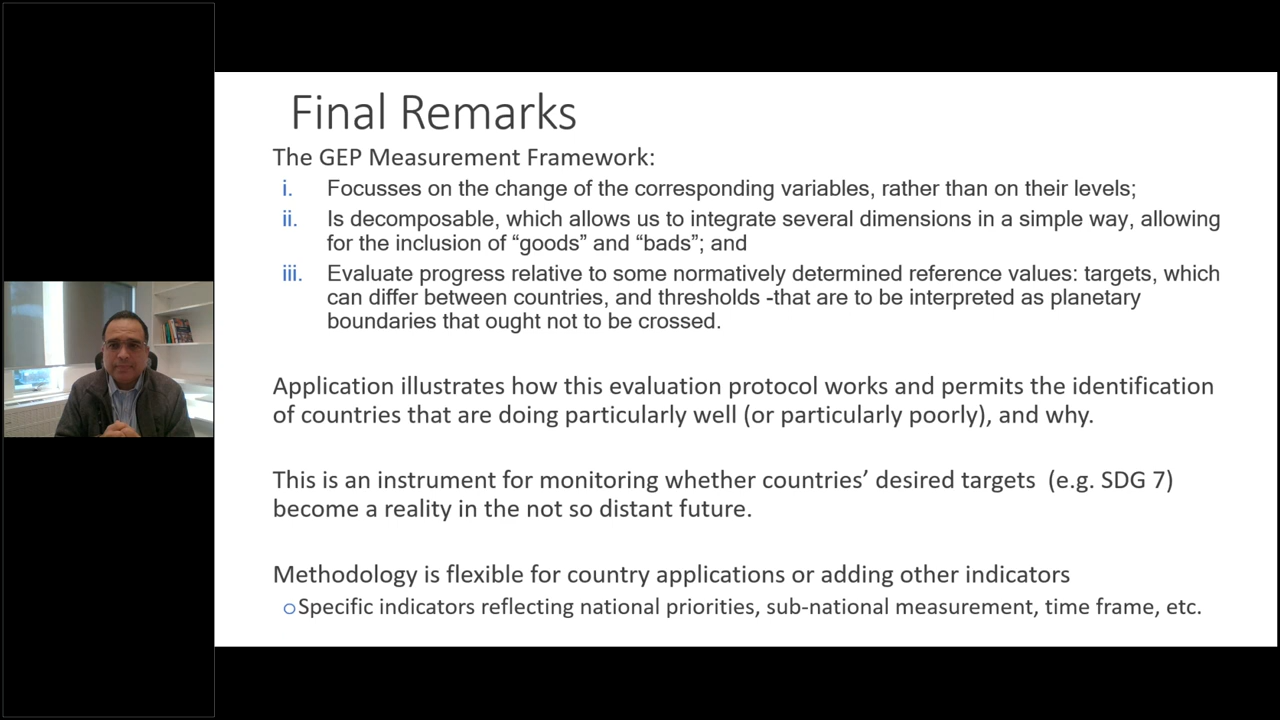 Final Remarks
The GEP Measurement Framework:
i. Focusses on the change of the corresponding variables, rather than on their levels;
ii. Is decomposable, which allows us to integrate several dimensions in a simple way, allowing
for the inclusion of “goods” and “bads”; and
iii. Evaluate progress relative to some normatively determined reference values: targets, which
can differ between countries, and thresholds -that are to be interpreted as planetary
boundaries that ought not to be crossed.
Application illustrates how this evaluation protocol works and permits the identification
of countries that are doing particularly well (or particularly poorly), and why.
This is an instrument for monitoring whether countries’ desired targets (e.g. SDG 7)
become a reality in the not so distant future.
Methodology is flexible for country applications or adding other indicators
○Specific indicators reflecting national priorities, sub-national measurement, time frame, etc.